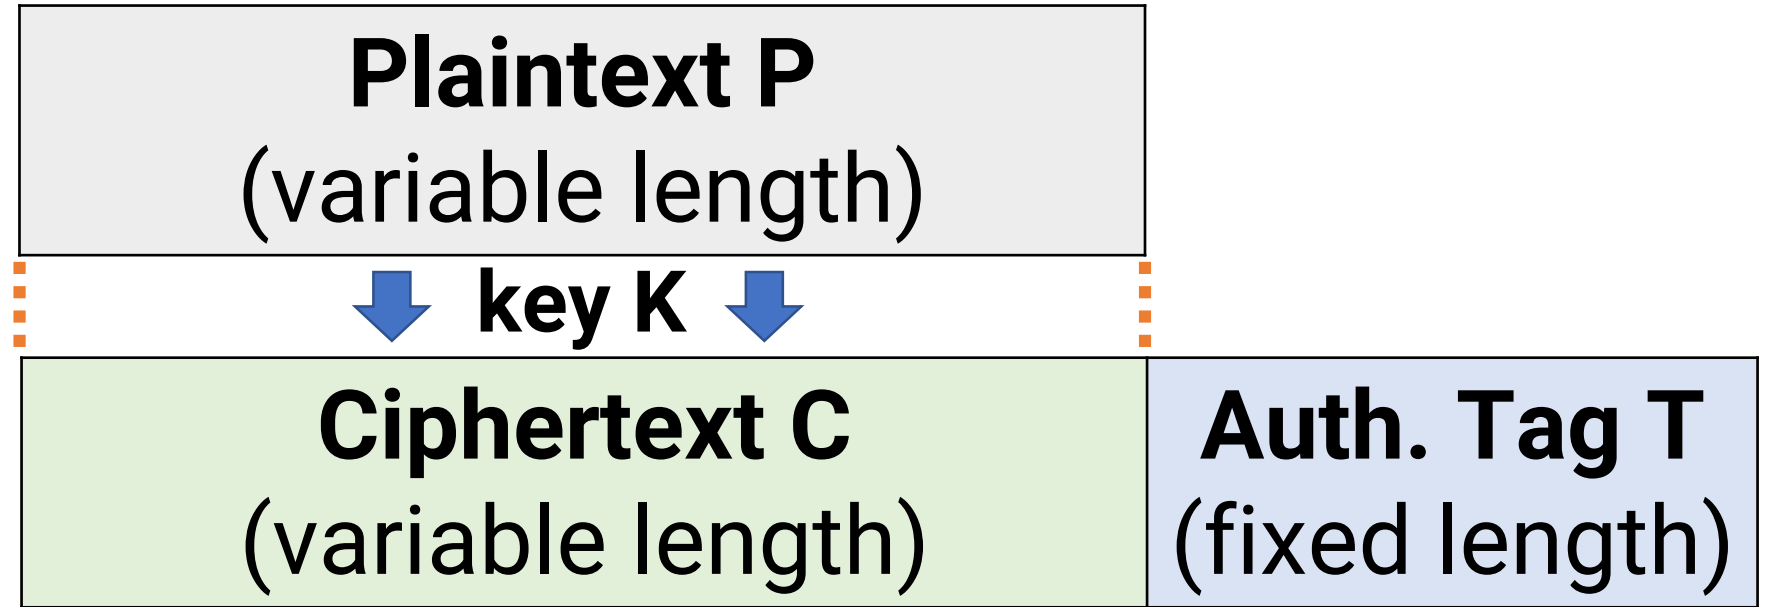 Plaintext P
(variable length)
key K
Ciphertext C
(variable length)
Auth. Tag T
(fixed length)